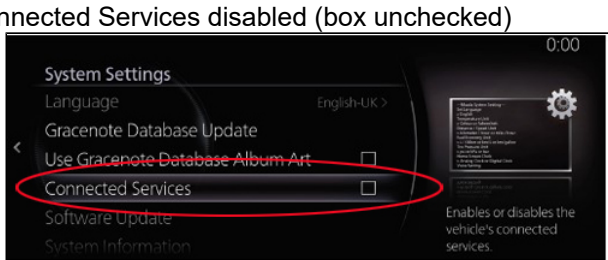 nnected Services disabled (box unchecked)
0:00
System Settings
Language English-UK >
Gracenote Database Update
Use Gracenote Database Album Art
Connected Services
Software Update
System Information
Enables or disables the
vehicle's connected
services.